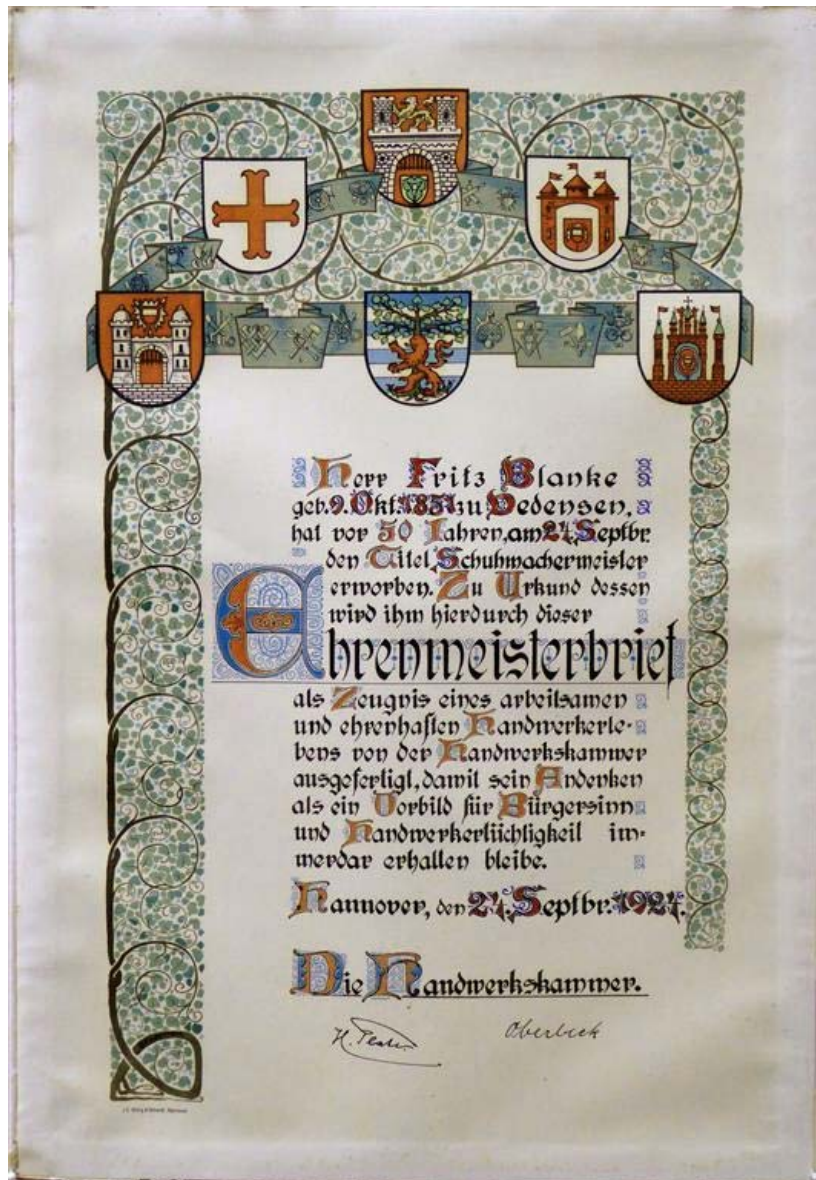 Herr Fritz Blanke
geb. 9. Okt. 1851 zu Dedensen,
hat vor 50 Jahren, am 24. Septbr.
den Titel Schuhmachermeister
erworben. Zu Urkund dessen
wird ihm hierdurch dieser
Ehrenmeisterbrief
als Zeugnis eines arbeitsamen
und ehrenhaften Handwerkerle-
bens von der Handwerkskammer
ausgefertigt, damit sein Andenken
als ein Vorbild für Bürgersinn
und Handwerkertüchtigkeit im-
merdar erhalten bleibe.
Hannover, den 24. Septbr. 1924.
Die Handwerkskammer.
H. Oberbeck